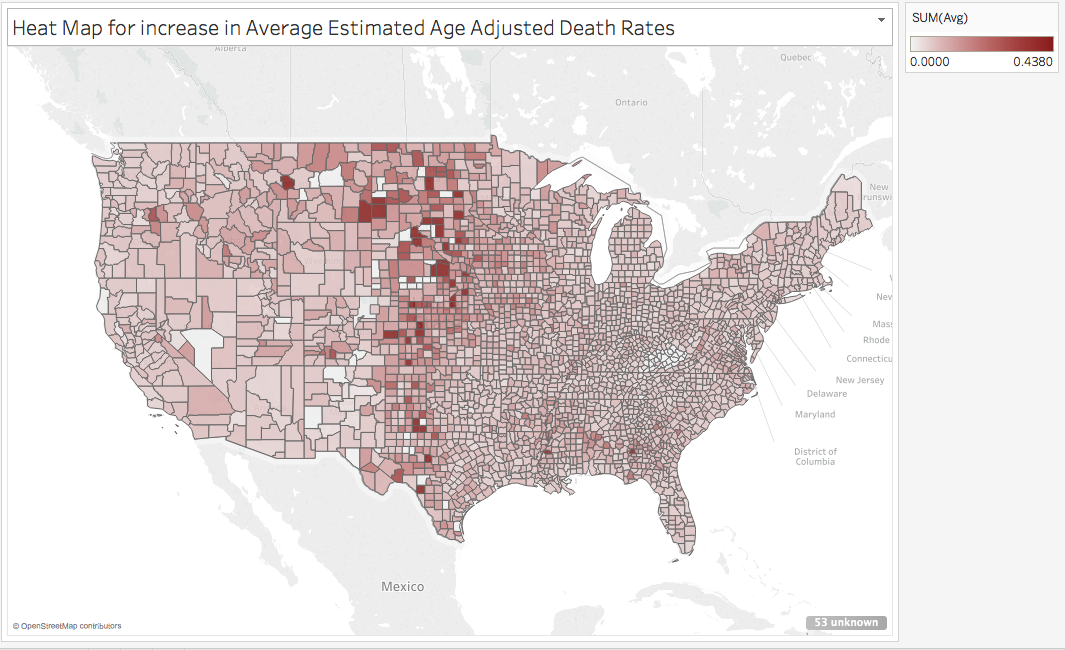 Heat Map for increase in Average Estimated Age Adjusted Death Rates
SUM(Avg)
0.0000
0.4380
Alberta
Quebec
Ontario
New
runswi
New
Mass
Rhode
Connecticu
New Jersey
Delaware
Maryland
District of
Columbia
Mexico
© OpenStreetMap contributors
53 unknown